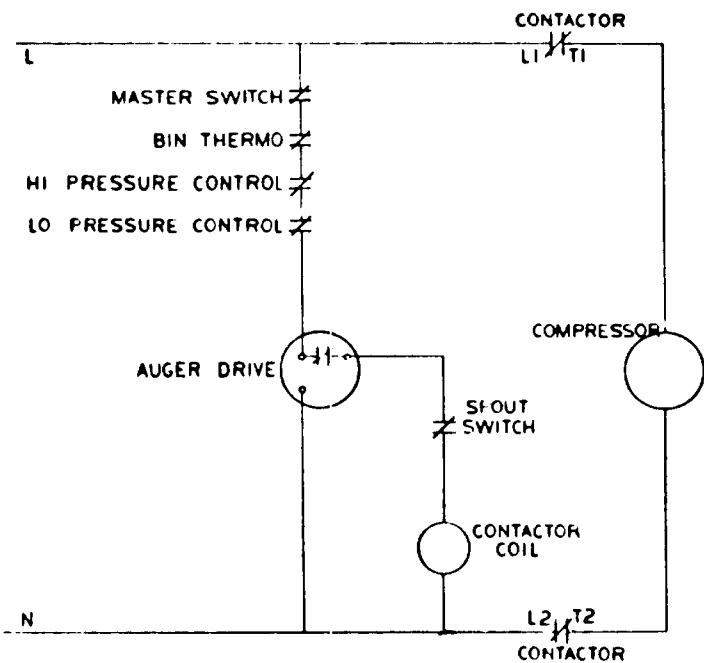 CONTACTOR
L
L1 T1
MASTER SWITCH
BIN THERMO
HI PRESSURE CONTROL
LO PRESSURE CONTROL
COMPRESSOR
AUGER DRIVE
SPOUT
SWITCH
CONTACTOR
COIL
N
L2 T2
CONTACTOR